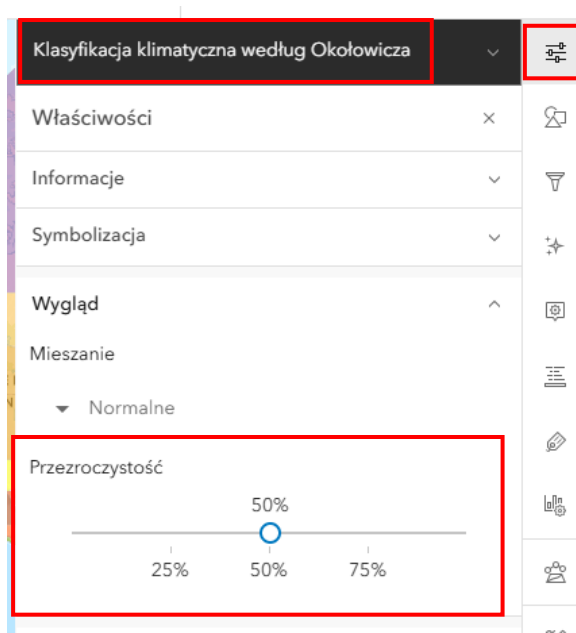 Klasyfikacja klimatyczna według Okołowicza
Właściwości
Informacje
Symbolizacja
Wygląd
Mieszanie
Normalne
Przezroczystość
50%
25% 50% 75%